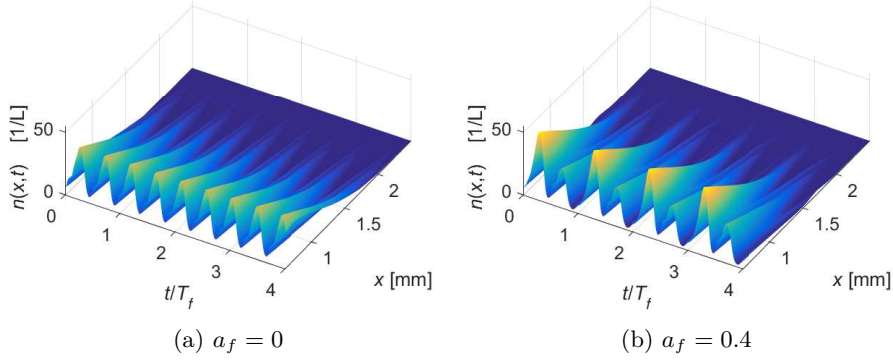 n(x,t) [1/L]
50
0
0
1
2
3
4
t/T_f
1
1.5
2
x [mm]
(a) a_f = 0
n(x,t) [1/L]
50
0
0
1
2
3
4
t/T_f
1
1.5
2
x [mm]
(b) a_f = 0.4